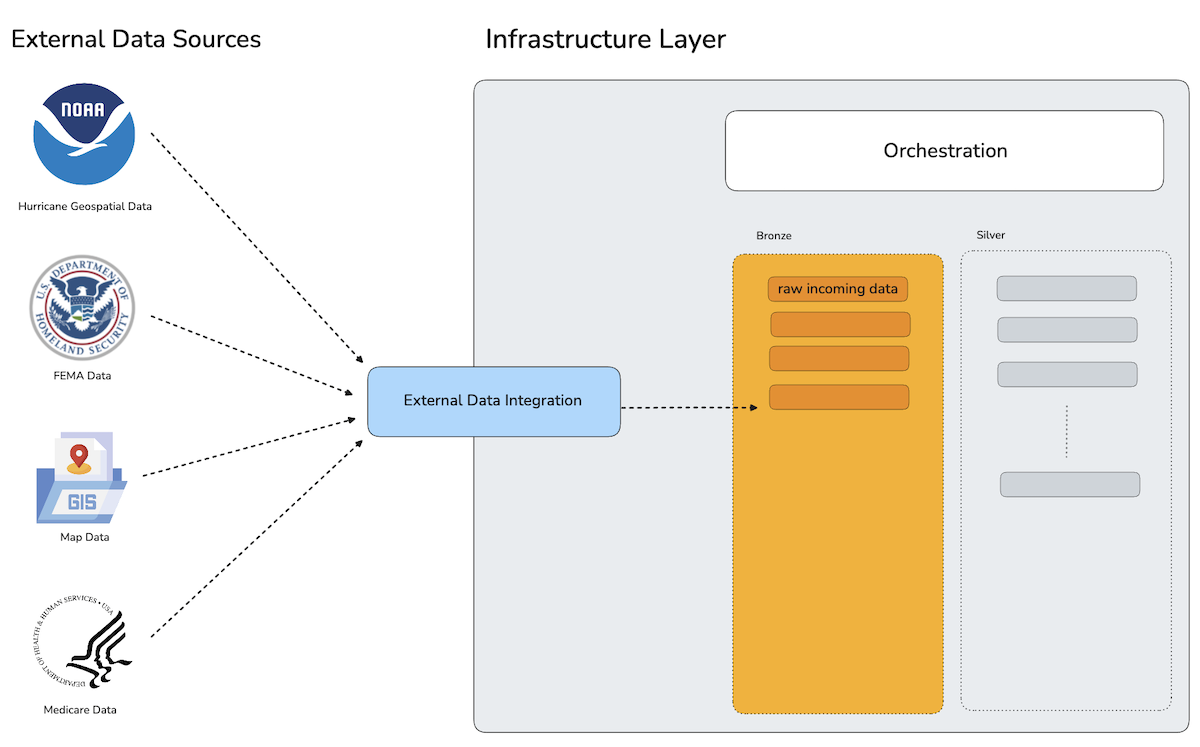 External Data Sources
Infrastructure Layer
NOAA
Hurricane Geospatial Data
U.S. DEPARTMENT OF
HOMELAND SECURITY
FEMA Data
GIS
Map Data
DEPARTMENT OF HEALTH & HUMAN SERVICES • USA
Medicare Data
External Data Integration
Orchestration
Bronze
raw incoming data
Silver